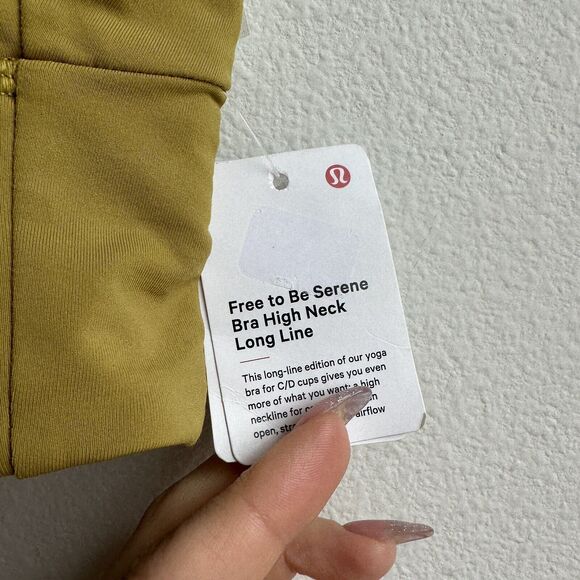 Free to Be Serene
Bra High Neck
Long Line
This long-line edition of our yoga
bra for C/D cups gives you even
more of what you want: a high
neckline for
open, airflow